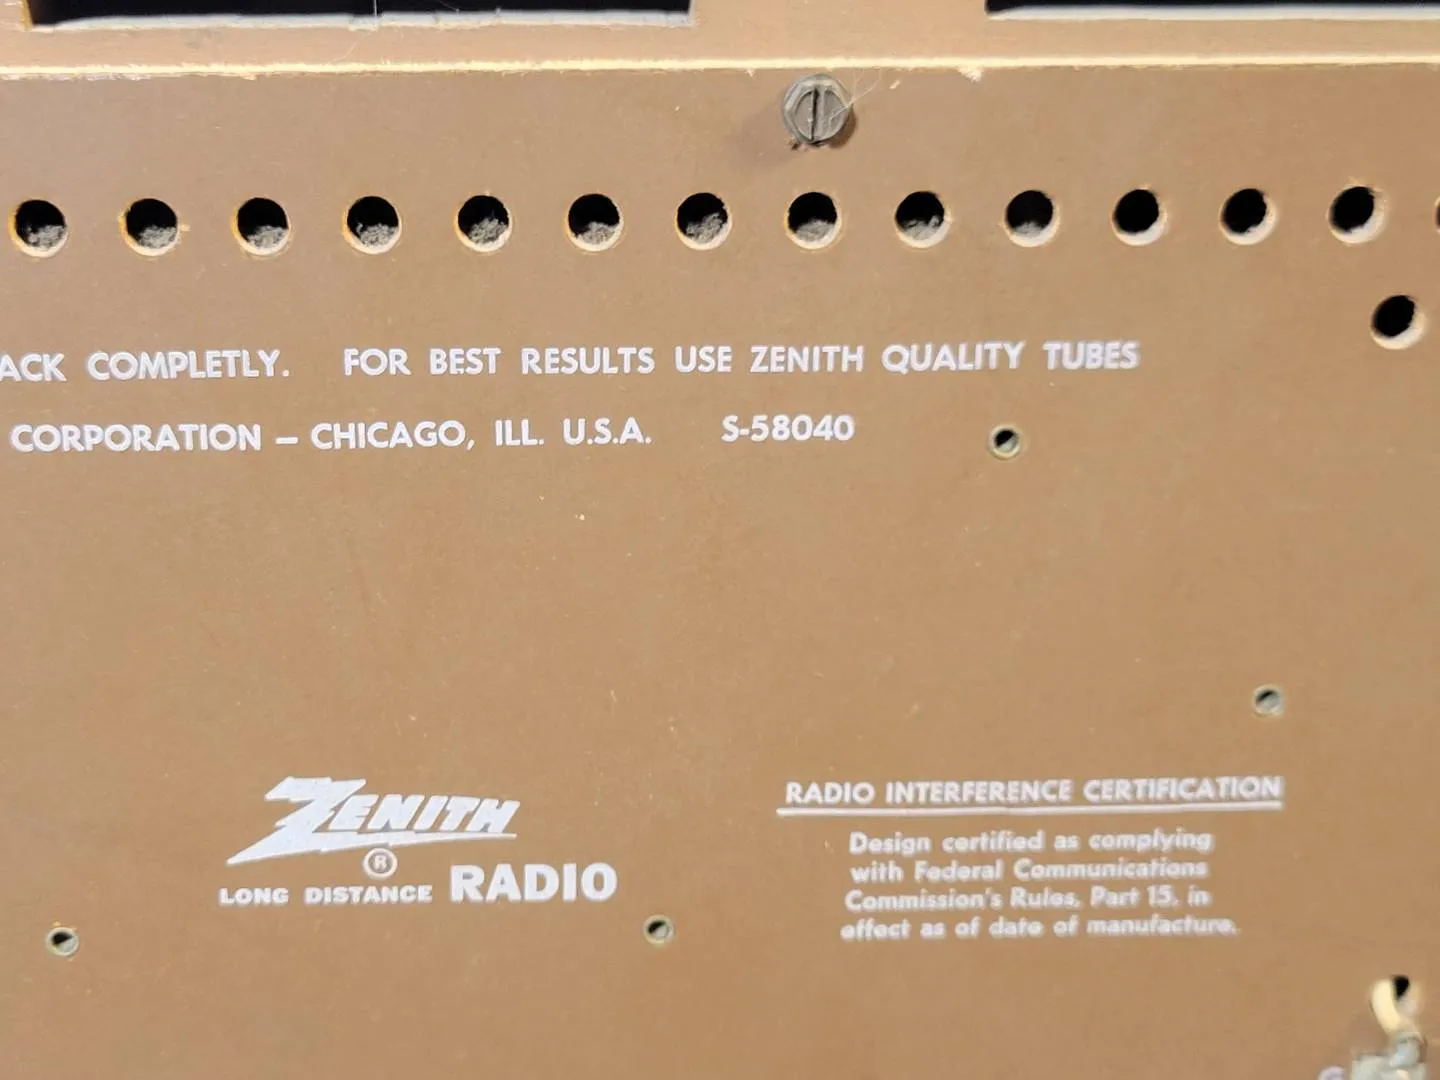 ACK COMPLETLY. FOR BEST RESULTS USE ZENITH QUALITY TUBES
CORPORATION – CHICAGO, ILL. U.S.A. S-58040
ZENITH
®
LONG DISTANCE RADIO
RADIO INTERFERENCE CERTIFICATION
Design certified as complying
with Federal Communications
Commission's Rules, Part 15, in
effect as of date of manufacture.